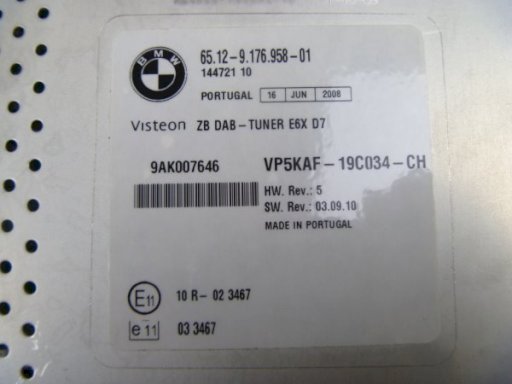 BMW
65.12-9.176.958-01
14472110
PORTUGAL 16 JUN 2008
Visteon ZB DAB-TUNER E6X D7
9AK007646 VP5KAF-19C034-CH
HW. Rev.: 5
SW. Rev.: 03.09.10
MADE IN PORTUGAL
E11 10 R-02 3467
e11 03 3467